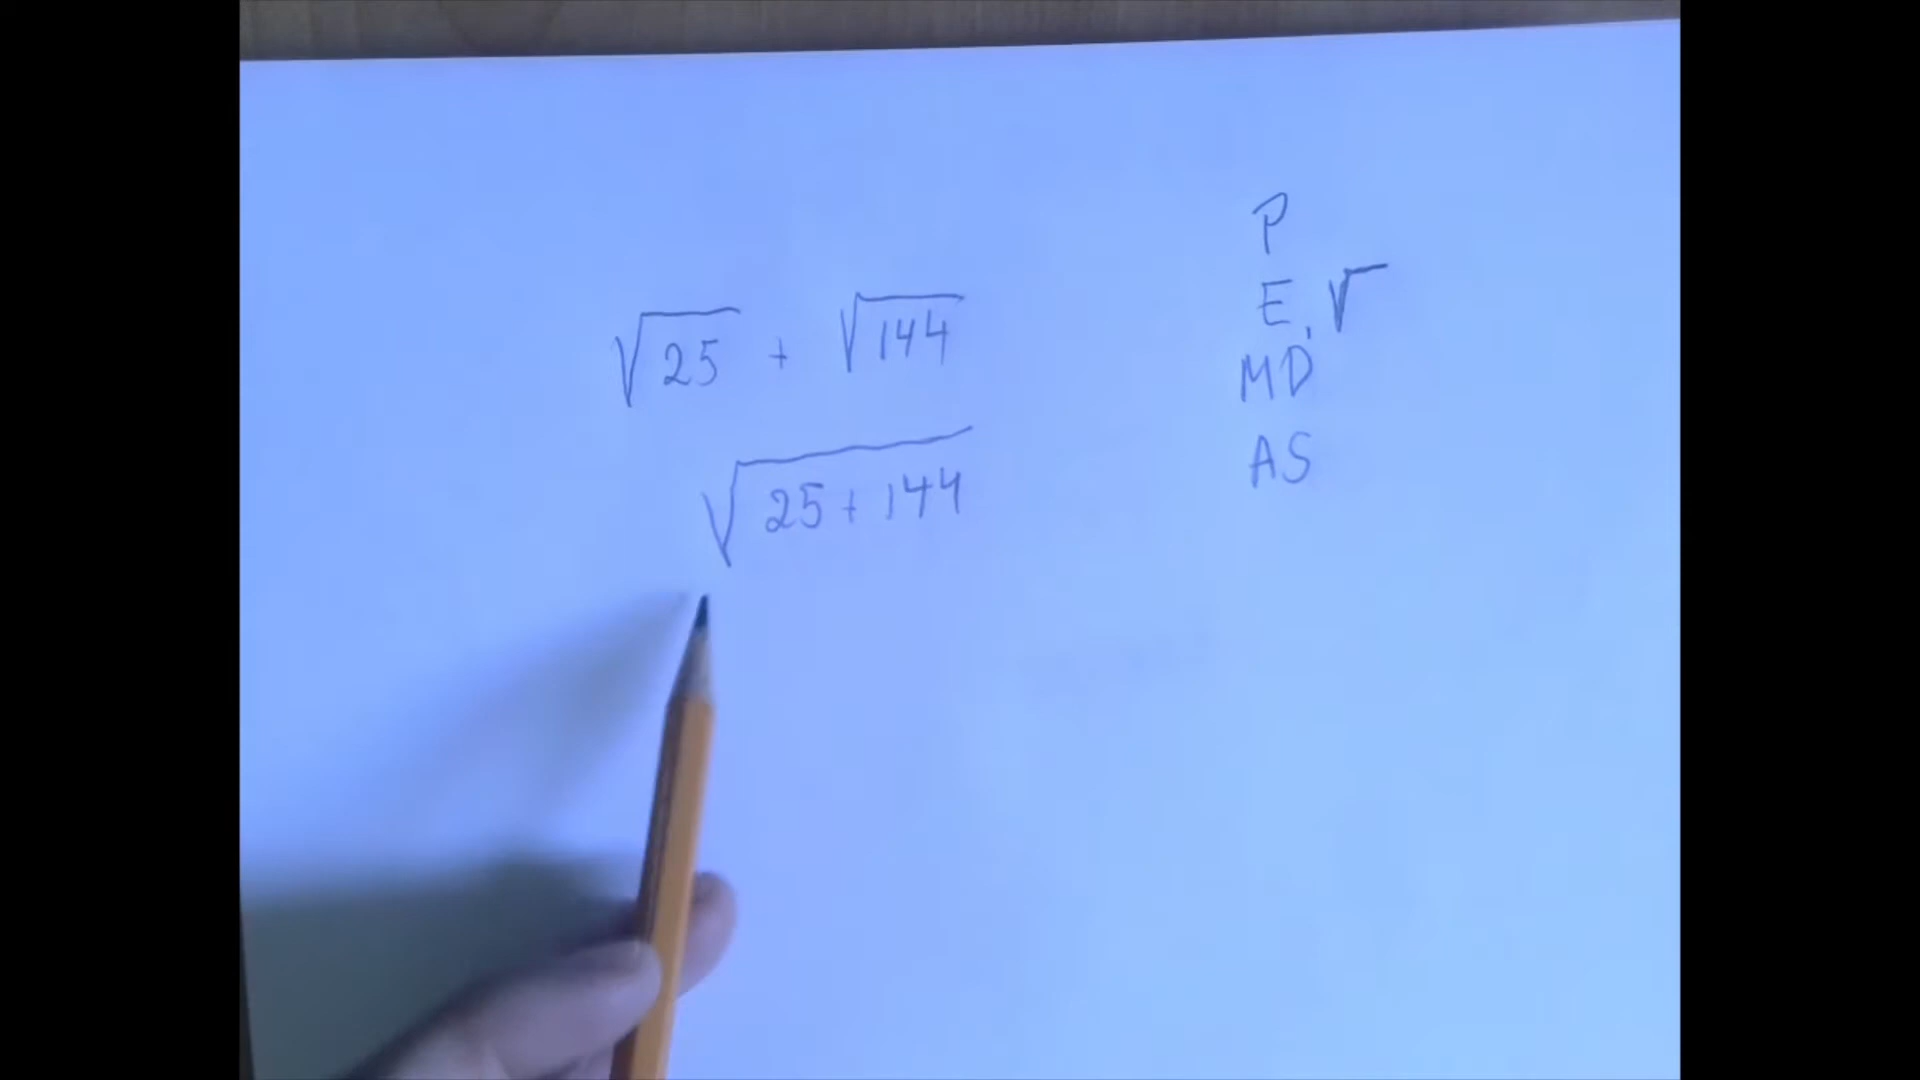 √25 + √144
√(25 + 144)
P
E, √
MD
AS